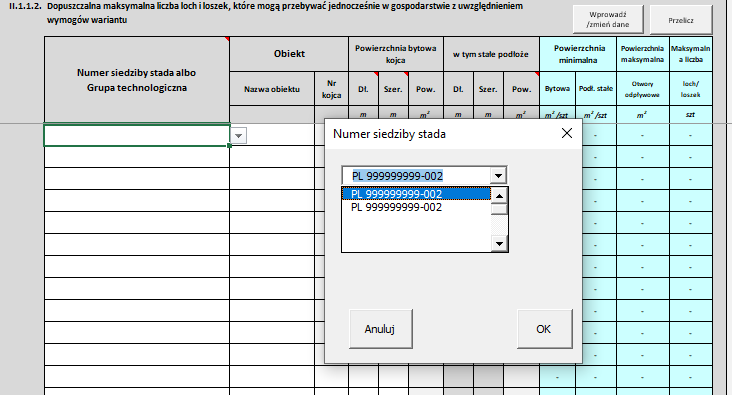 II.1.1.2. Dopuszczalna maksymalna liczba loch i loszek, które mogą przebywać jednocześnie w gospodarstwie z uwzględnieniem
wymogów wariantu
Wprowadź
/zmień dane
Przelicz
Numer siedziby stada albo
Grupa technologiczna
Obiekt
Powierzchnia bytowa
kojca
w tym stałe podłoże
Powierzchnia
minimalna
Powierzchnia
maksymalna
Maksymaln
a liczba
Nazwa obiektu
Nr
kojca
Dł.
Szer.
Pow.
Dł.
Szer.
Pow.
Bytowa
Podł. stałe
Otwory
odpływowe
loch/
loszek
m
m
m²
m
m
m²
m² /szt
m² /szt
m²
szt
Numer siedziby stada
PL 999999999-002
PL 999999999-002
PL 999999999-002
Anuluj
OK
- - -
- - -
- - -
- - -
- - -
- - -
- - -
- - -
- - -
- - -
- - -
- - - -